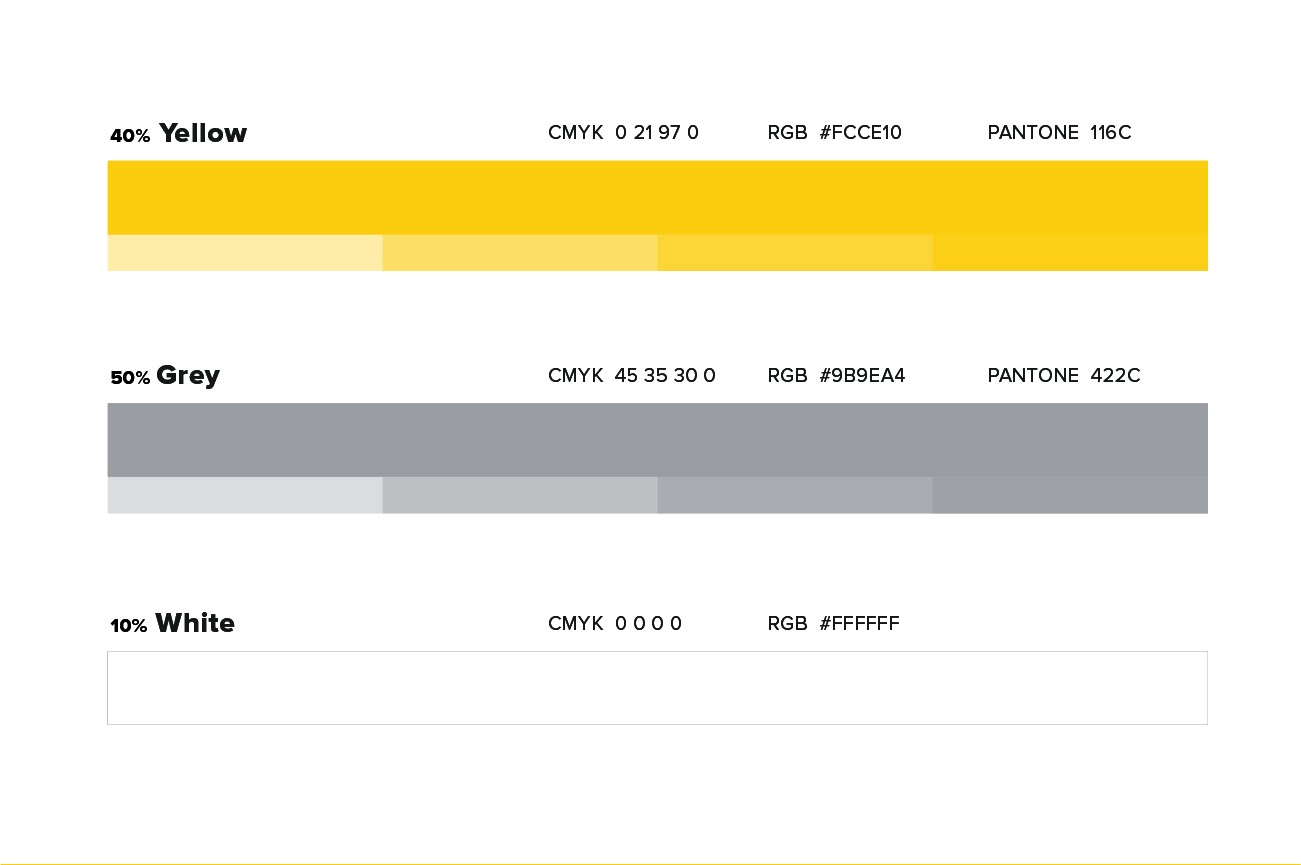 40% Yellow CMYK 0 21 97 0 RGB #FCCE10 PANTONE 116C
50% Grey CMYK 45 35 30 0 RGB #9B9EA4 PANTONE 422C
10% White CMYK 0 0 0 0 RGB #FFFFFF